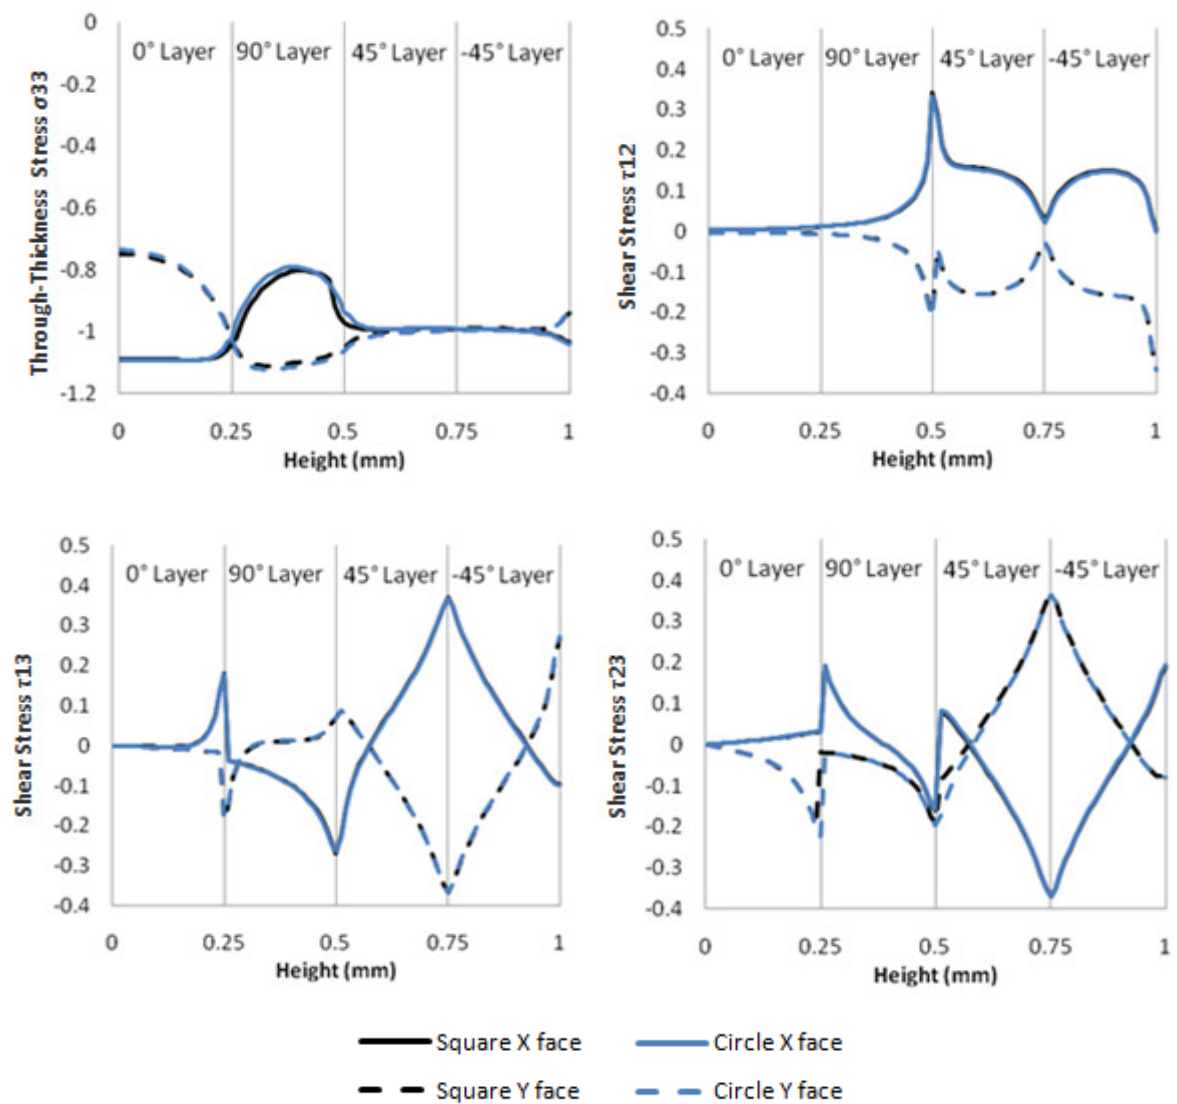 Through-Thickness Stress σ33
0
-0.2
-0.4
-0.6
-0.8
-1
-1.2
0° Layer 90° Layer 45° Layer -45° Layer
0 0.25 0.5 0.75 1
Height (mm)
Shear Stress τ12
0.5
0.4
0.3
0.2
0.1
0
-0.1
-0.2
-0.3
-0.4
0° Layer 90° Layer 45° Layer -45° Layer
0 0.25 0.5 0.75 1
Height (mm)
Shear Stress τ13
0.5
0.4
0.3
0.2
0.1
0
-0.1
-0.2
-0.3
-0.4
0° Layer 90° Layer 45° Layer -45° Layer
0 0.25 0.5 0.75 1
Height (mm)
Shear Stress τ23
0.5
0.4
0.3
0.2
0.1
0
-0.1
-0.2
-0.3
-0.4
0° Layer 90° Layer 45° Layer -45° Layer
0 0.25 0.5 0.75 1
Height (mm)
Square X face Circle X face
Square Y face Circle Y face